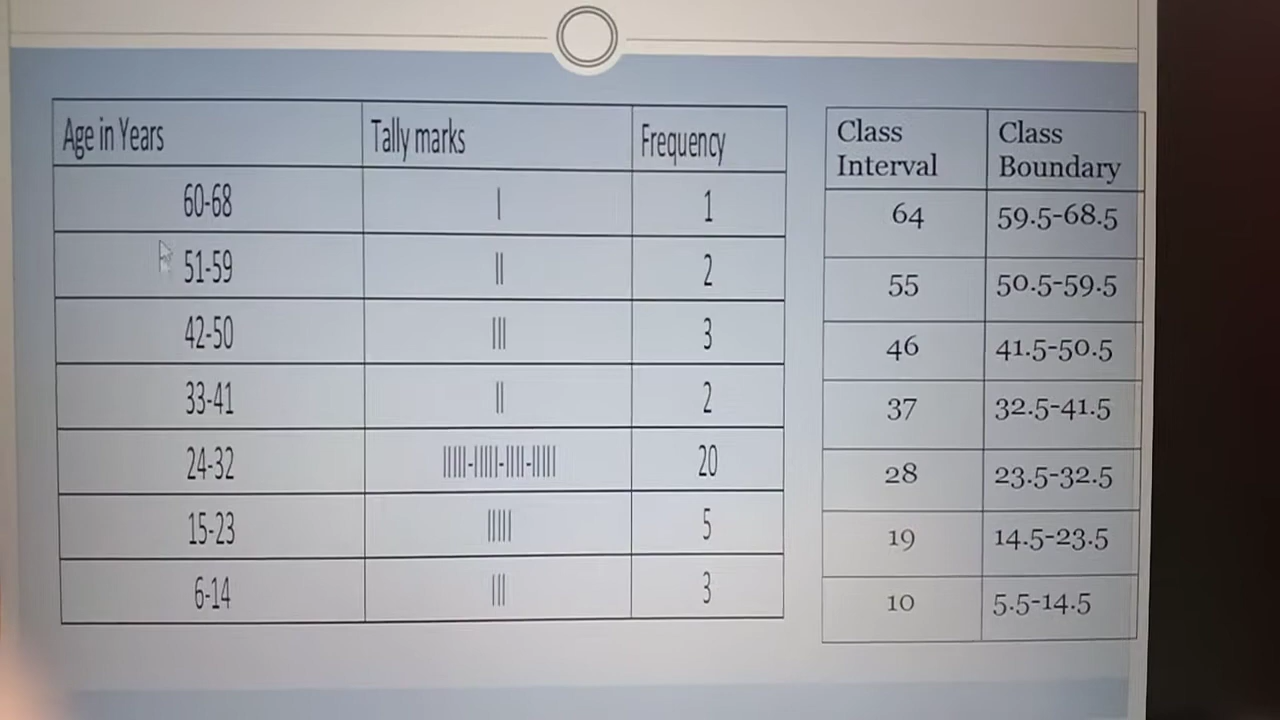 Age in Years Tally marks Frequency
60-68 | 1
51-59 || 2
42-50 ||| 3
33-41 || 2
24-32 |||||-|||||-||||-||||| 20
15-23 ||||| 5
6-14 ||| 3
Class Interval Class Boundary
64 59.5-68.5
55 50.5-59.5
46 41.5-50.5
37 32.5-41.5
28 23.5-32.5
19 14.5-23.5
10 5.5-14.5